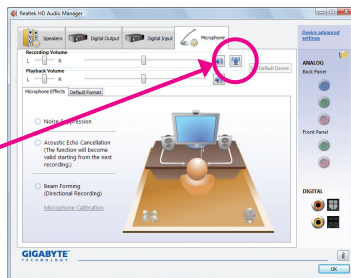 Realtek HD Audio Manager
Speakers
Digital Output
Digital Input
Microphone
Device advanced
settings
Recording Volume
L
R
Default Device
Playback Volume
L
R
ANALOG
Back Panel
Microphone Effects
Default Format
Noise Suppression
Acoustic Echo Cancellation
(The function will become
valid starting from the next
recording.)
Front Panel
Beam Forming
(Directional Recording)
Microphone Calibration
DIGITAL
GIGABYTE
TECHNOLOGY
OK